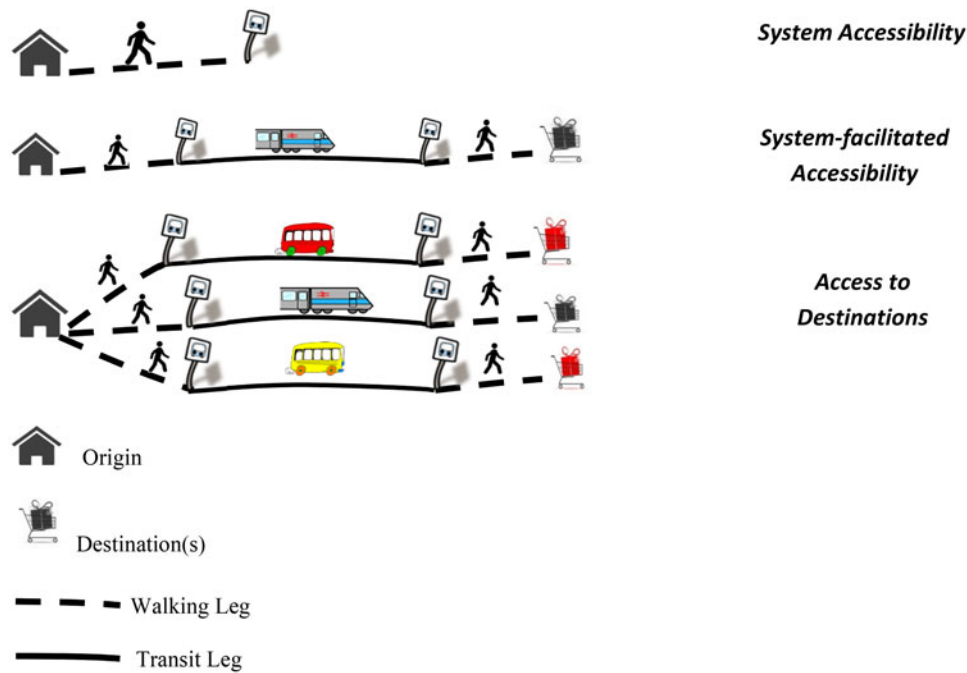 System Accessibility
System-facilitated
Accessibility
Access to
Destinations
Origin
Destination(s)
Walking Leg
Transit Leg